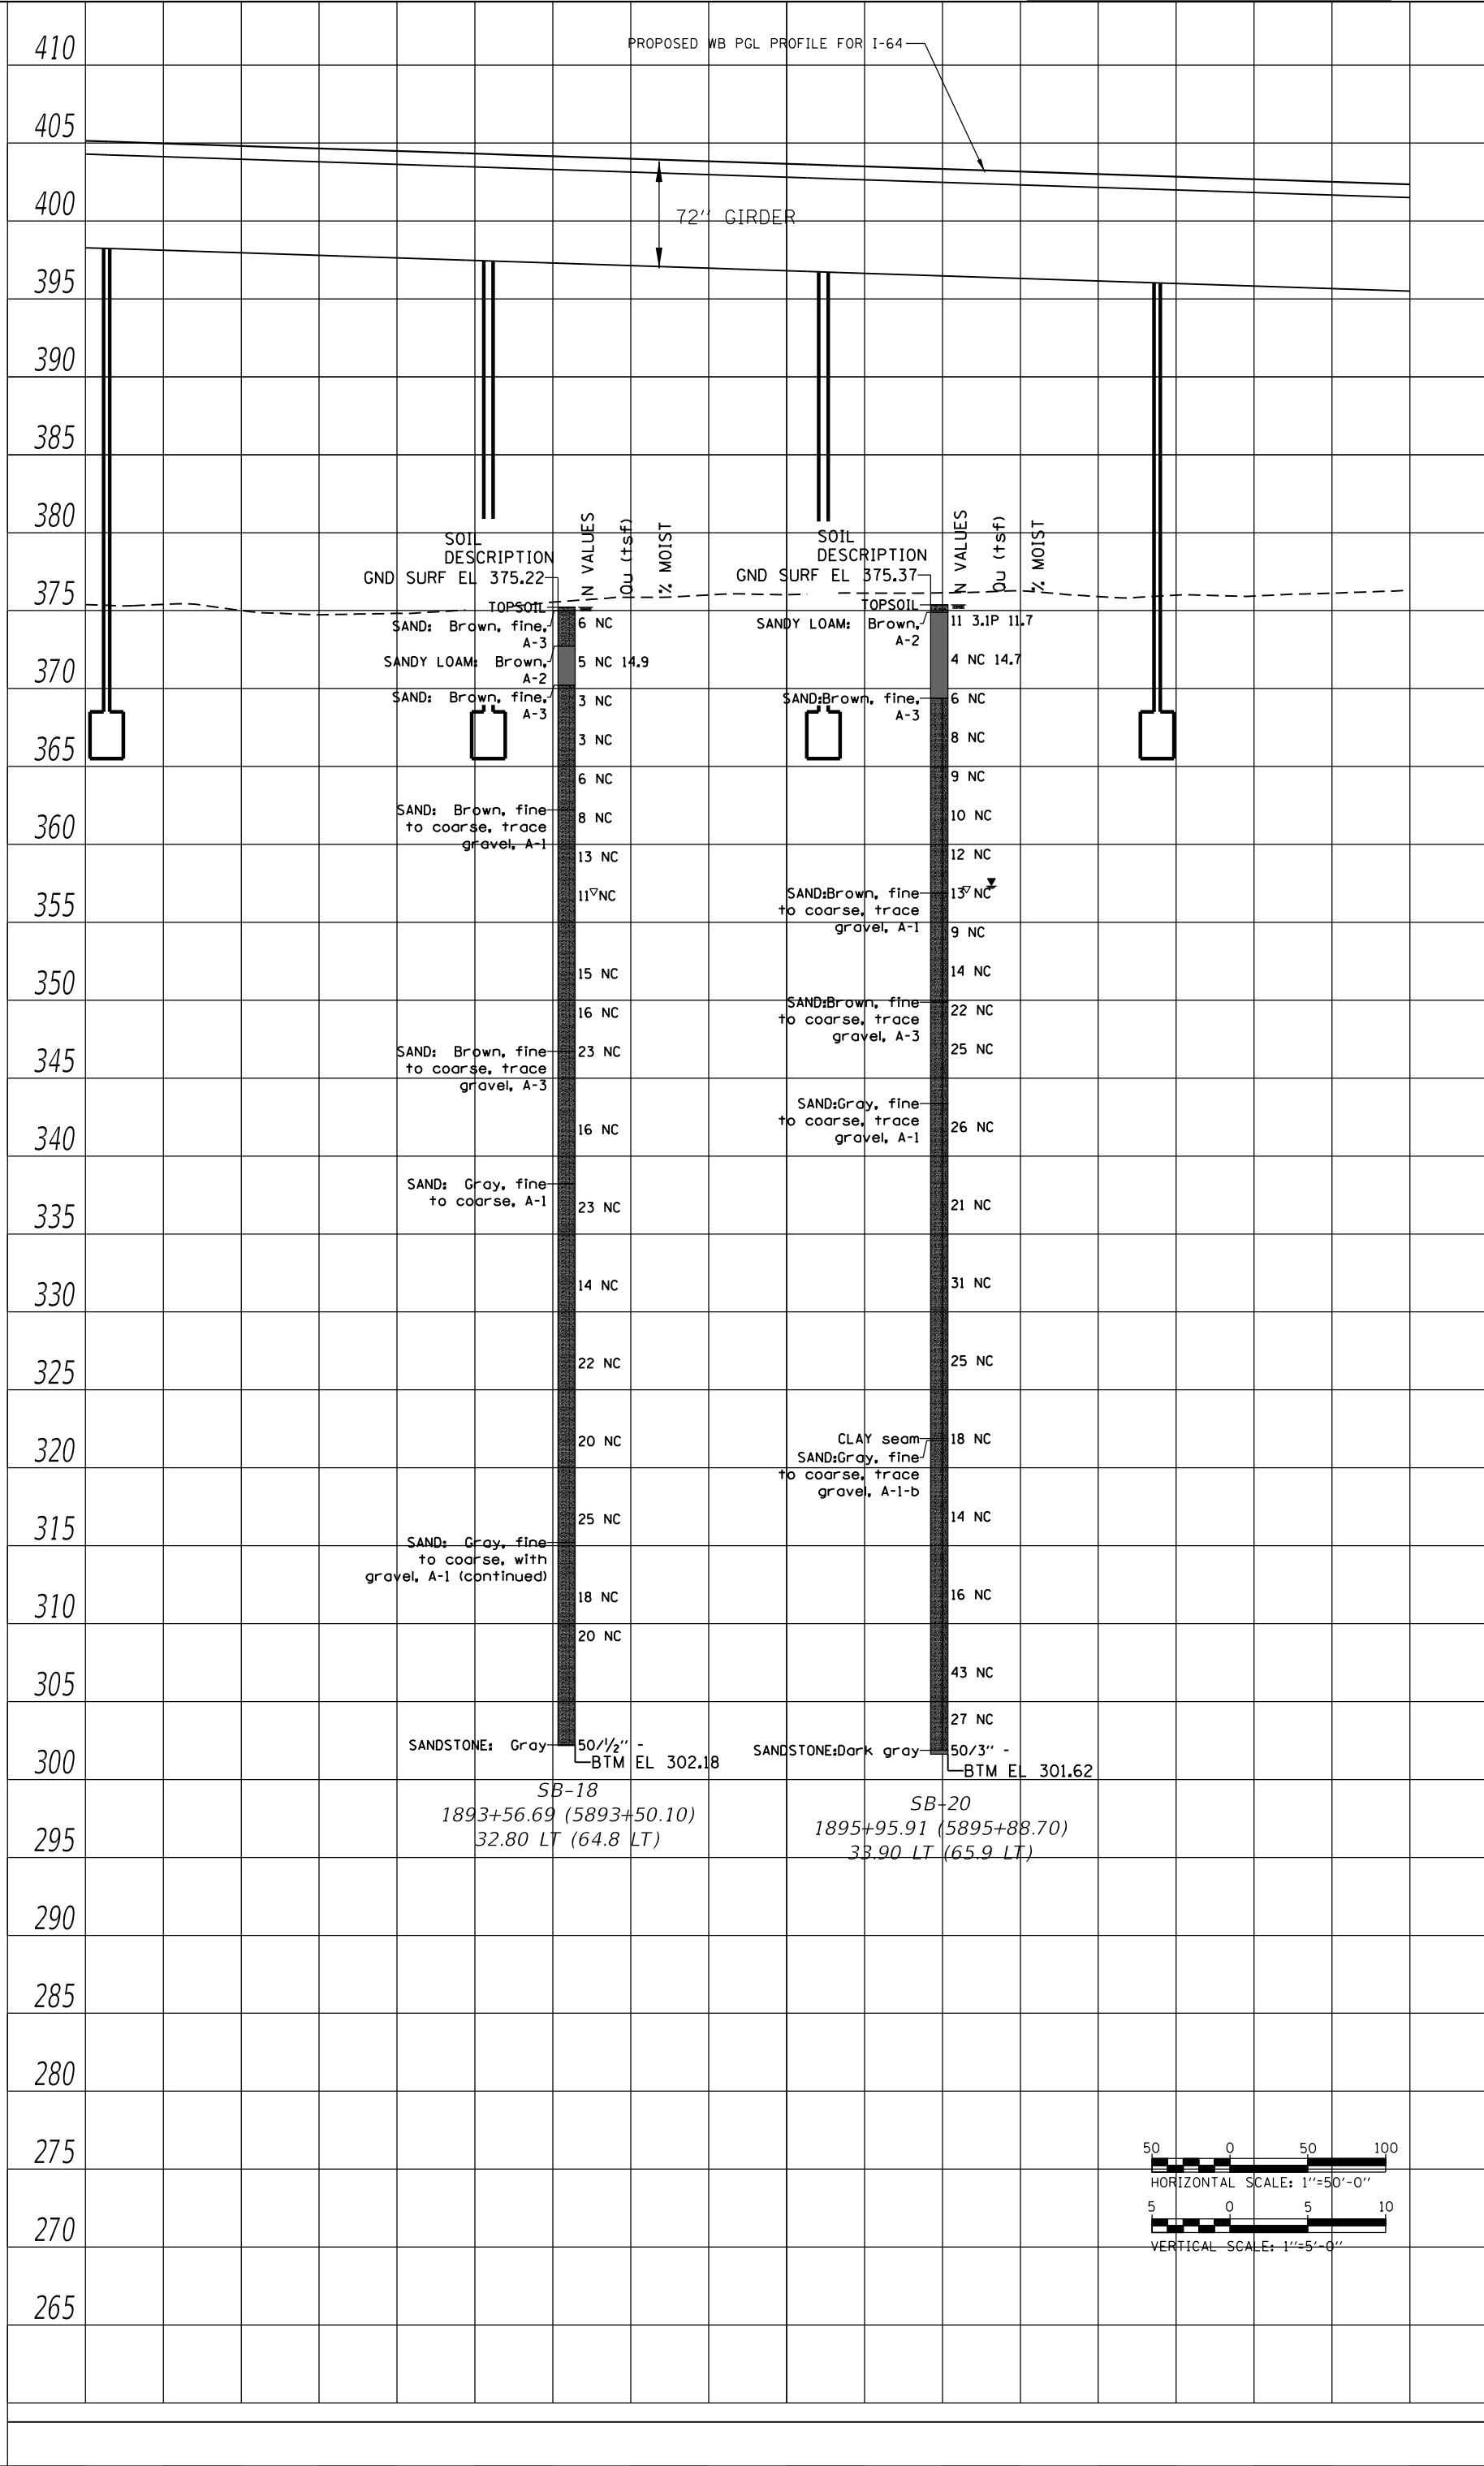 410
PROPOSED WB PGL PROFILE FOR I-64
405
400
72" GIRDER
395
390
385
380
375
370
365
360
355
350
345
340
335
330
325
320
315
310
305
300
295
290
285
280
275
270
265
SOIL
DESCRIPTION
N VALUES
Qu (tsf)
% MOIST
GND SURF EL 375.22
TOPSOIL
SAND: Brown, fine,
A-3
6 NC
SANDY LOAM: Brown,
A-2
5 NC 14.9
SAND: Brown, fine,
A-3
3 NC
3 NC
6 NC
SAND: Brown, fine
to coarse, trace
gravel, A-1
8 NC
13 NC
11 NC
15 NC
16 NC
SAND: Brown, fine
to coarse, trace
gravel, A-3
23 NC
16 NC
SAND: Gray, fine
to coarse, A-1
23 NC
14 NC
22 NC
20 NC
25 NC
SAND: Gray, fine
to coarse, with
gravel, A-1 (continued)
18 NC
20 NC
SANDSTONE: Gray
50/½" -
BTM EL 302.18
SB-18
1893+56.69 (5893+50.10)
32.80 LT (64.8 LT)
SOIL
DESCRIPTION
N VALUES
Qu (tsf)
% MOIST
GND SURF EL 375.37
TOPSOIL
SANDY LOAM: Brown,
A-2
11 3.1P 11.7
4 NC 14.7
SAND:Brown, fine,
A-3
6 NC
8 NC
9 NC
10 NC
12 NC
SAND:Brown, fine
to coarse, trace
gravel, A-1
13 NC
9 NC
14 NC
SAND:Brown, fine
to coarse, trace
gravel, A-3
22 NC
25 NC
SAND:Gray, fine
to coarse, trace
gravel, A-1
26 NC
21 NC
31 NC
25 NC
CLAY seam
18 NC
SAND:Gray, fine
to coarse, trace
gravel, A-1-b
14 NC
16 NC
43 NC
27 NC
SANDSTONE:Dark gray
50/3" -
BTM EL 301.62
SB-20
1895+95.91 (5895+88.70)
33.90 LT (65.9 LT)
50 0 50 100
HORIZONTAL SCALE: 1"=50'-0"
5 0 5 10
VERTICAL SCALE: 1"=5'-0"